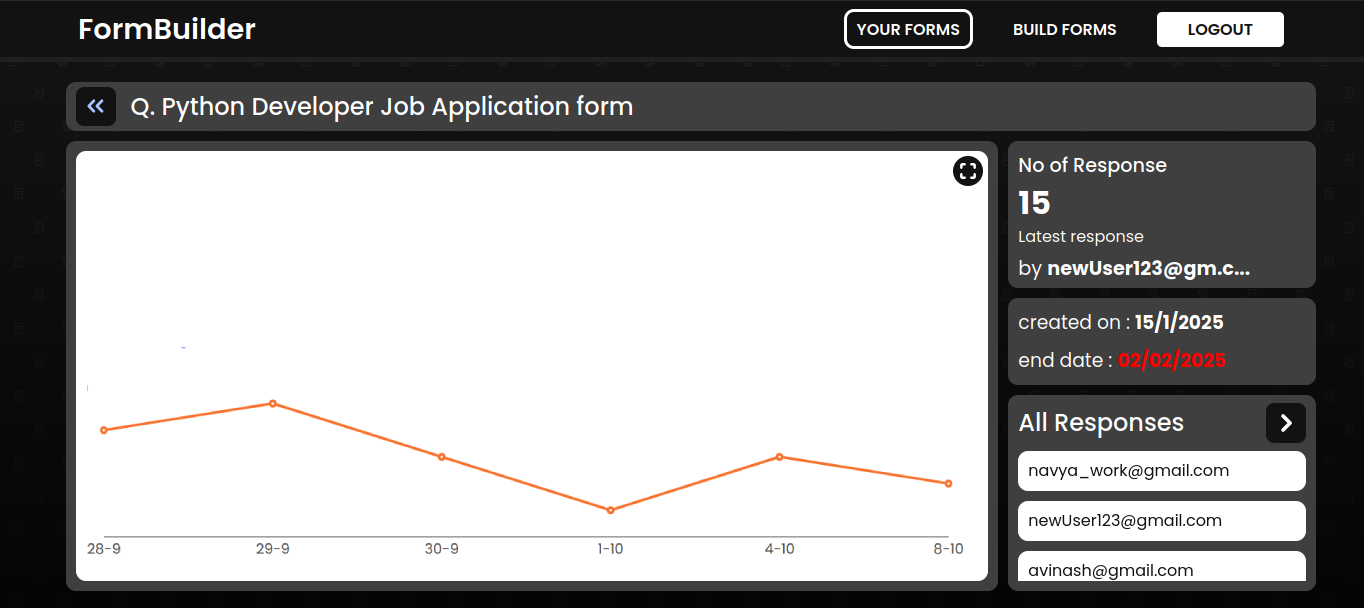 FormBuilder
YOUR FORMS
BUILD FORMS
LOGOUT
Q. Python Developer Job Application form
28-9
29-9
30-9
1-10
4-10
8-10
No of Response
15
Latest response
by newUser123@gm.c...
created on : 15/1/2025
end date : 02/02/2025
All Responses
navya_work@gmail.com
newUser123@gmail.com
avinash@gmail.com